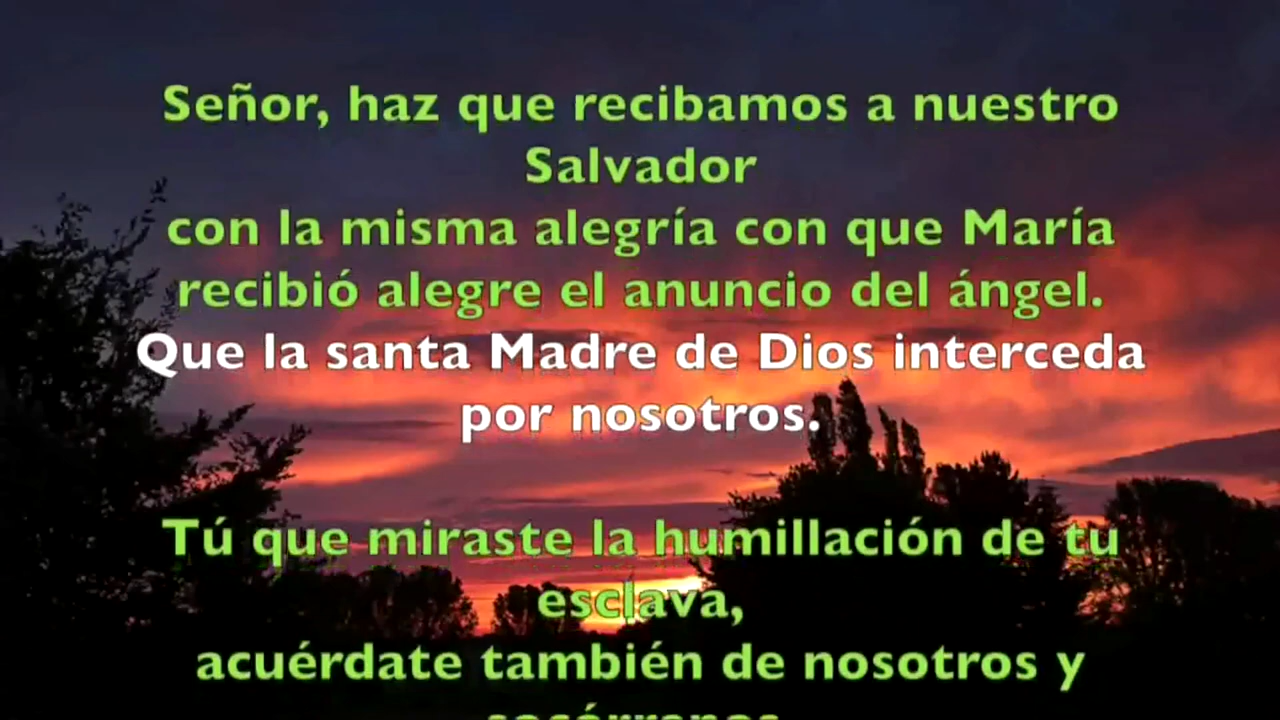 Señor, haz que recibamos a nuestro
Salvador
con la misma alegría con que María
recibió alegre el anuncio del ángel.
Que la santa Madre de Dios interceda
por nosotros.
Tú que miraste la humillación de tu
esclava,
acuérdate también de nosotros y